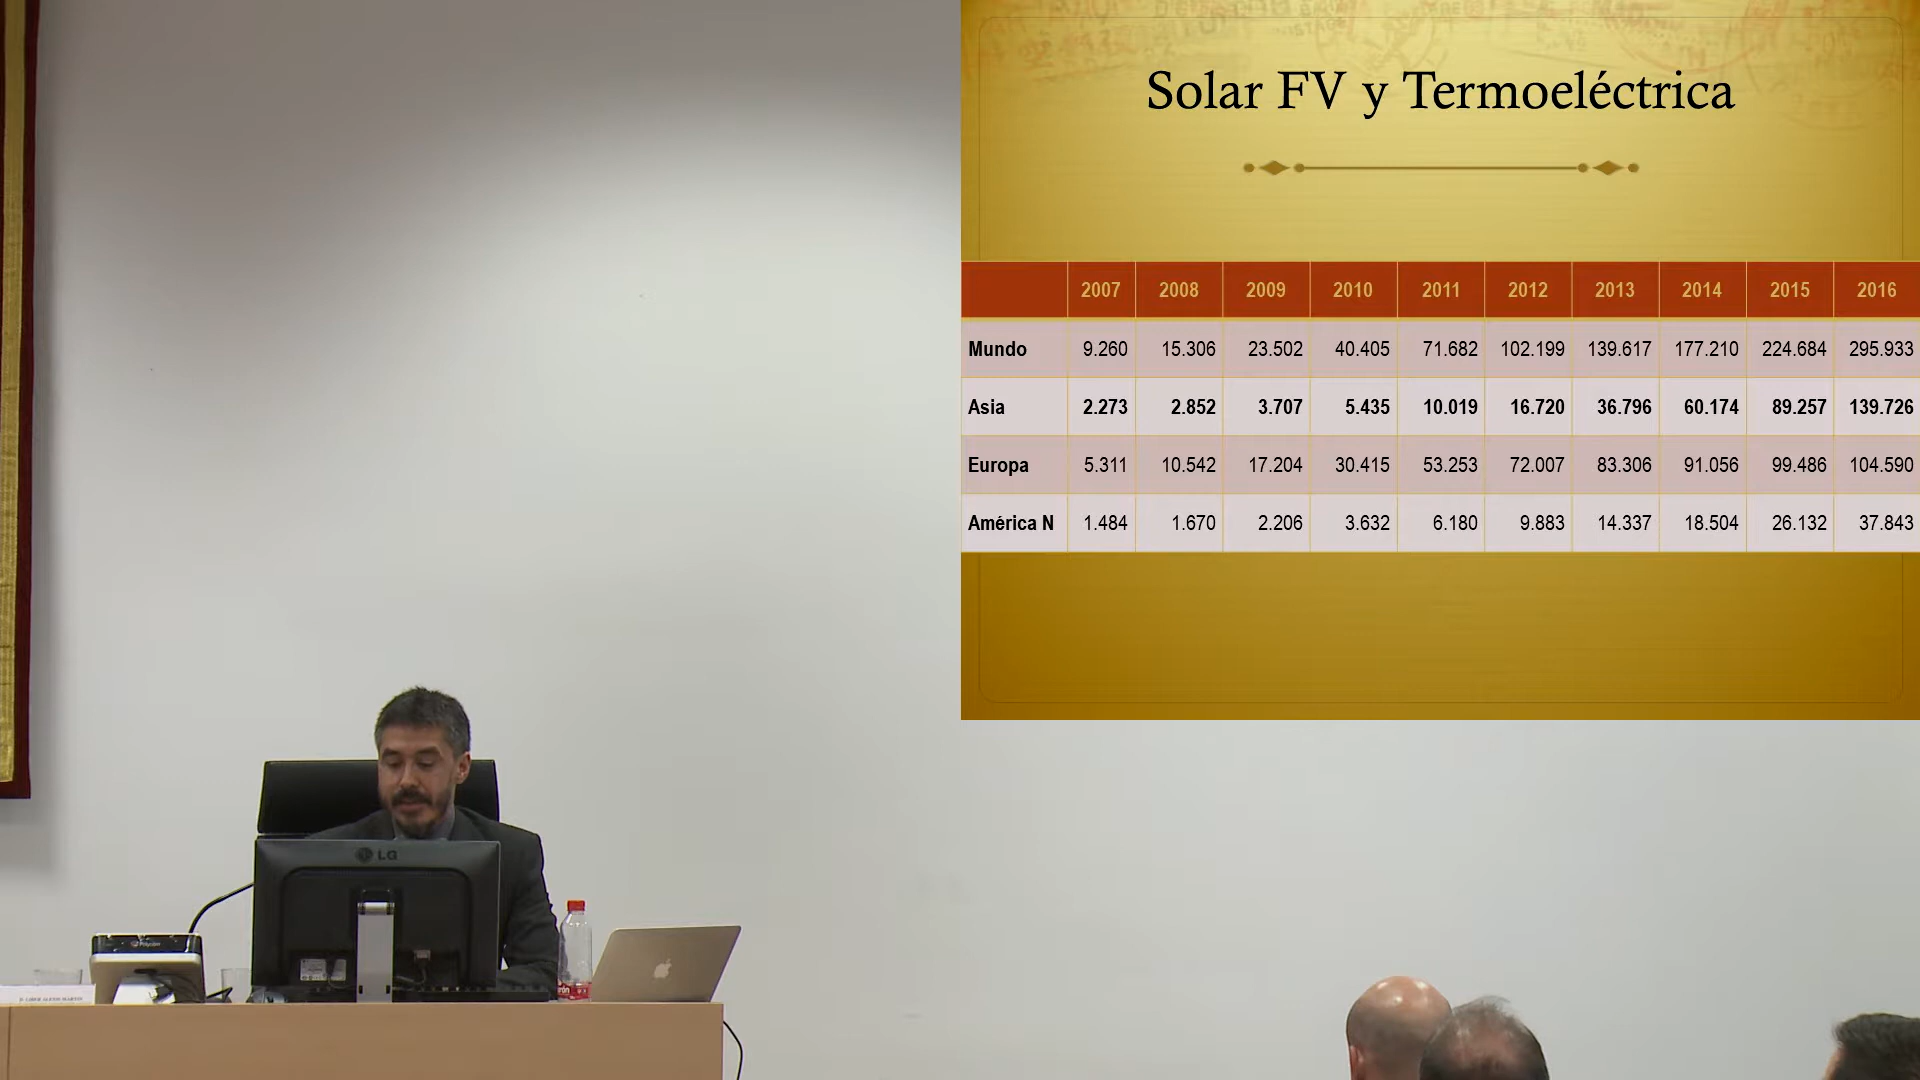 Solar FV y Termoeléctrica
2007 2008 2009 2010 2011 2012 2013 2014 2015 2016
Mundo 9.260 15.306 23.502 40.405 71.682 102.199 139.617 177.210 224.684 295.933
Asia 2.273 2.852 3.707 5.435 10.019 16.720 36.796 60.174 89.257 139.726
Europa 5.311 10.542 17.204 30.415 53.253 72.007 83.306 91.056 99.486 104.590
América N 1.484 1.670 2.206 3.632 6.180 9.883 14.337 18.504 26.132 37.843
LG
Polycom